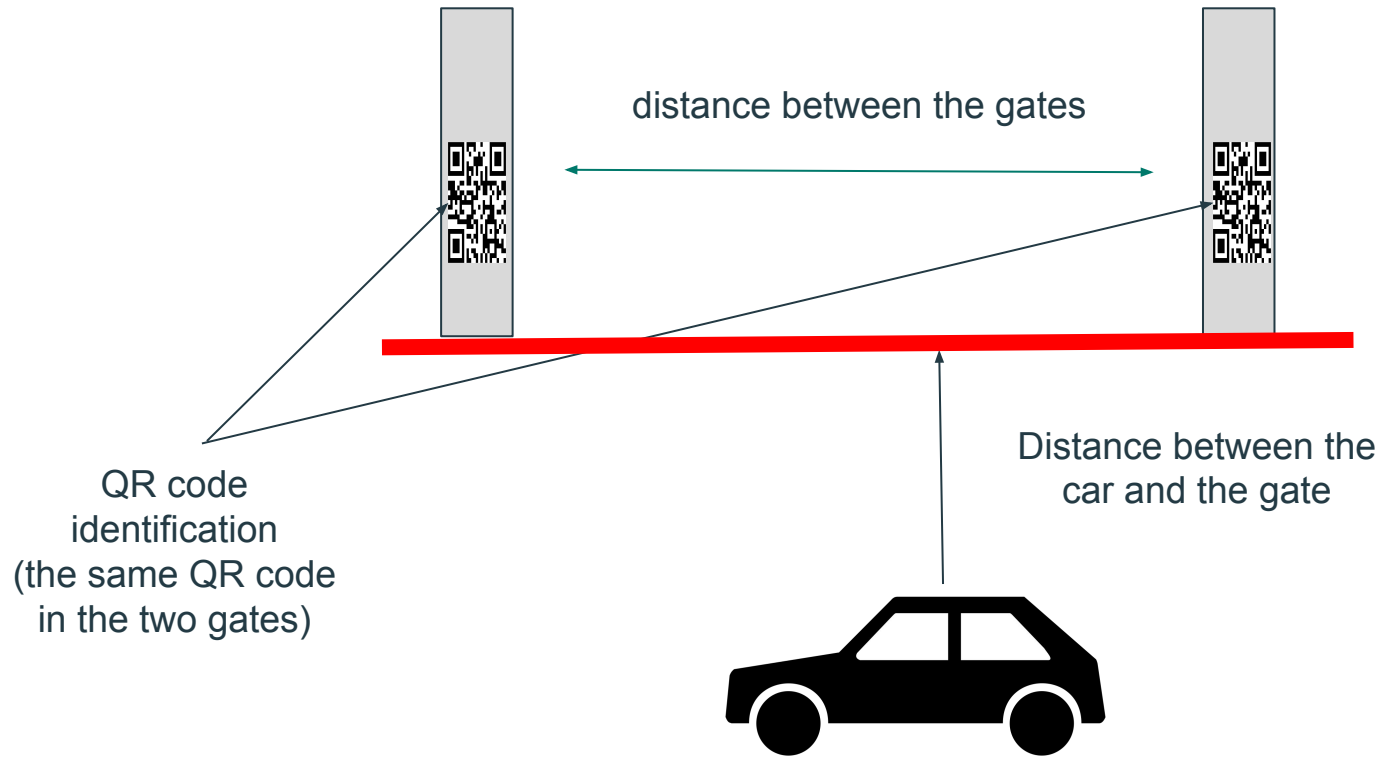 distance between the gates
Distance between the
car and the gate
QR code
identification
(the same QR code
in the two gates)